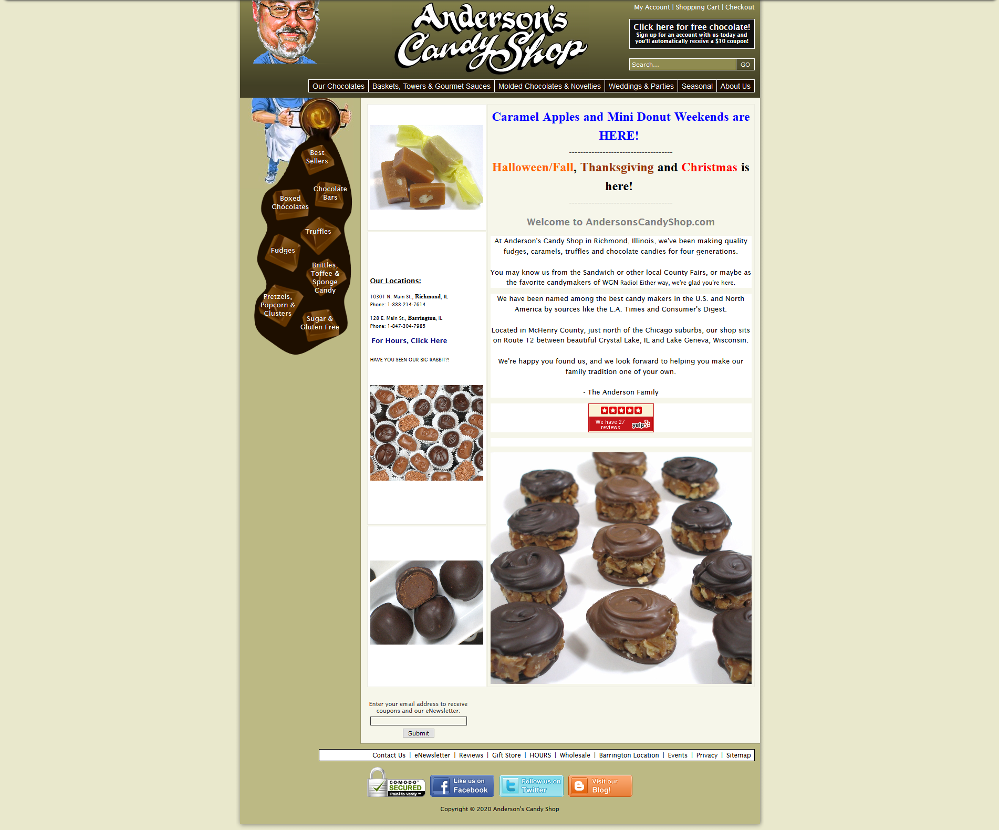 Anderson's
Candy Shop
My Account | Shopping Cart | Checkout
Click here for free chocolate!
Sign up for an account with us today and
you'll automatically receive a $10 coupon!
Search...
GO
Our Chocolates
Baskets, Towers & Gourmet Sauces
Molded Chocolates & Novelties
Weddings & Parties
Seasonal
About Us
Best
Sellers
Chocolate
Bars
Boxed
Chocolates
Truffles
Fudges
Brittles,
Toffee &
Sponge
Candy
Pretzels,
Popcorn &
Clusters
Sugar &
Gluten Free
Our Locations:
10301 N. Main St., Richmond, IL
Phone: 1-888-214-7614
128 E. Main St., Barrington, IL
Phone: 1-847-304-7985
For Hours, Click Here
HAVE YOU SEEN OUR BIG RABBIT?!
Caramel Apples and Mini Donut Weekends are
HERE!
-------------------------------------
Halloween/Fall, Thanksgiving and Christmas is
here!
-------------------------------------
Welcome to AndersonsCandyShop.com
At Anderson's Candy Shop in Richmond, Illinois, we've been making quality
fudges, caramels, truffles and chocolate candies for four generations.
You may know us from the Sandwich or other local County Fairs, or maybe as
the favorite candymakers of WGN Radio! Either way, we're glad you're here.
We have been named among the best candy makers in the U.S. and North
America by sources like the L.A. Times and Consumer's Digest.
Located in McHenry County, just north of the Chicago suburbs, our shop sits
on Route 12 between beautiful Crystal Lake, IL and Lake Geneva, Wisconsin.
We're happy you found us, and we look forward to helping you make our
family tradition one of your own.
- The Anderson Family
We have 27
reviews
yelp
Enter your email address to receive
coupons and our eNewsletter:
Submit
Contact Us | eNewsletter | Reviews | Gift Store | HOURS | Wholesale | Barrington Location | Events | Privacy | Sitemap
C·O·M·O·D·O™
SECURED
Point to Verify™
Like us on
Facebook
Follow us on
Twitter
Visit our
Blog!
Copyright © 2020 Anderson's Candy Shop